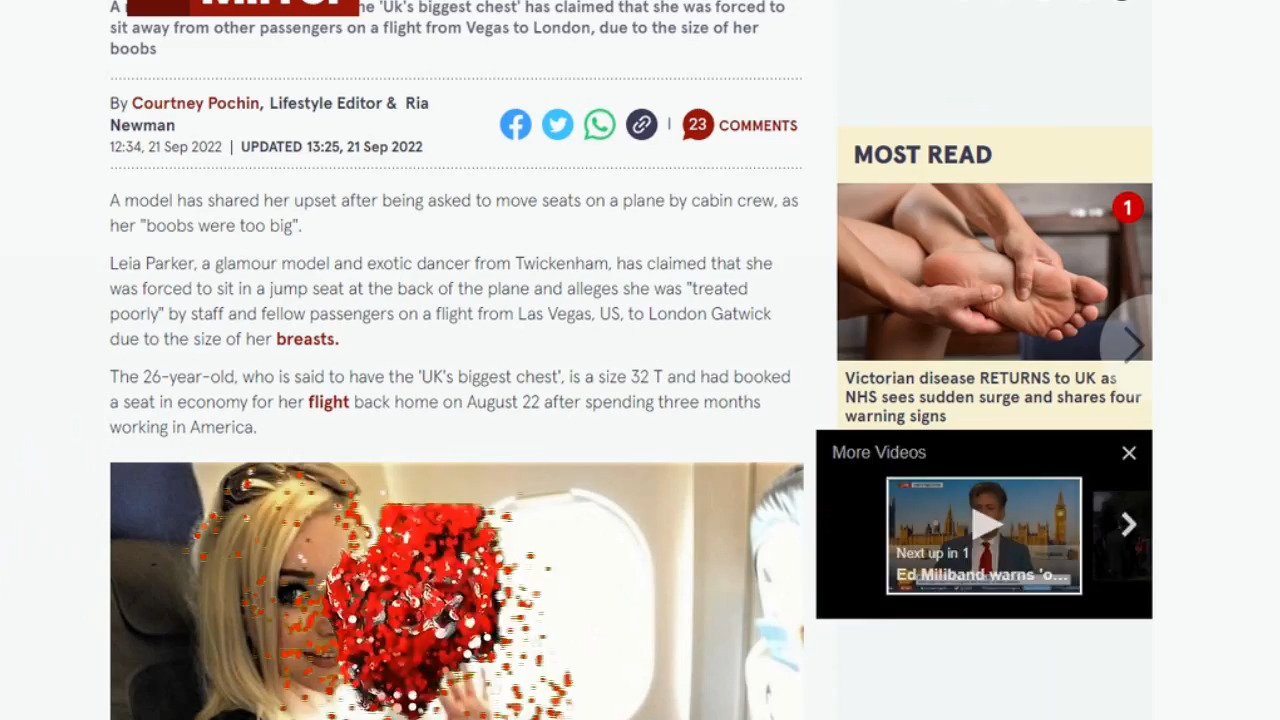 Mirror
he 'Uk's biggest chest' has claimed that she was forced to
sit away from other passengers on a flight from Vegas to London, due to the size of her
boobs
By Courtney Pochin, Lifestyle Editor & Ria
Newman
12:34, 21 Sep 2022 | UPDATED 13:25, 21 Sep 2022
23 COMMENTS
A model has shared her upset after being asked to move seats on a plane by cabin crew, as
her "boobs were too big".
Leia Parker, a glamour model and exotic dancer from Twickenham, has claimed that she
was forced to sit in a jump seat at the back of the plane and alleges she was "treated
poorly" by staff and fellow passengers on a flight from Las Vegas, US, to London Gatwick
due to the size of her breasts.
The 26-year-old, who is said to have the 'UK's biggest chest', is a size 32 T and had booked
a seat in economy for her flight back home on August 22 after spending three months
working in America.
MOST READ
1
Victorian disease RETURNS to UK as
NHS sees sudden surge and shares four
warning signs
More Videos
Next up in 1
Ed Miliband warns 'o...